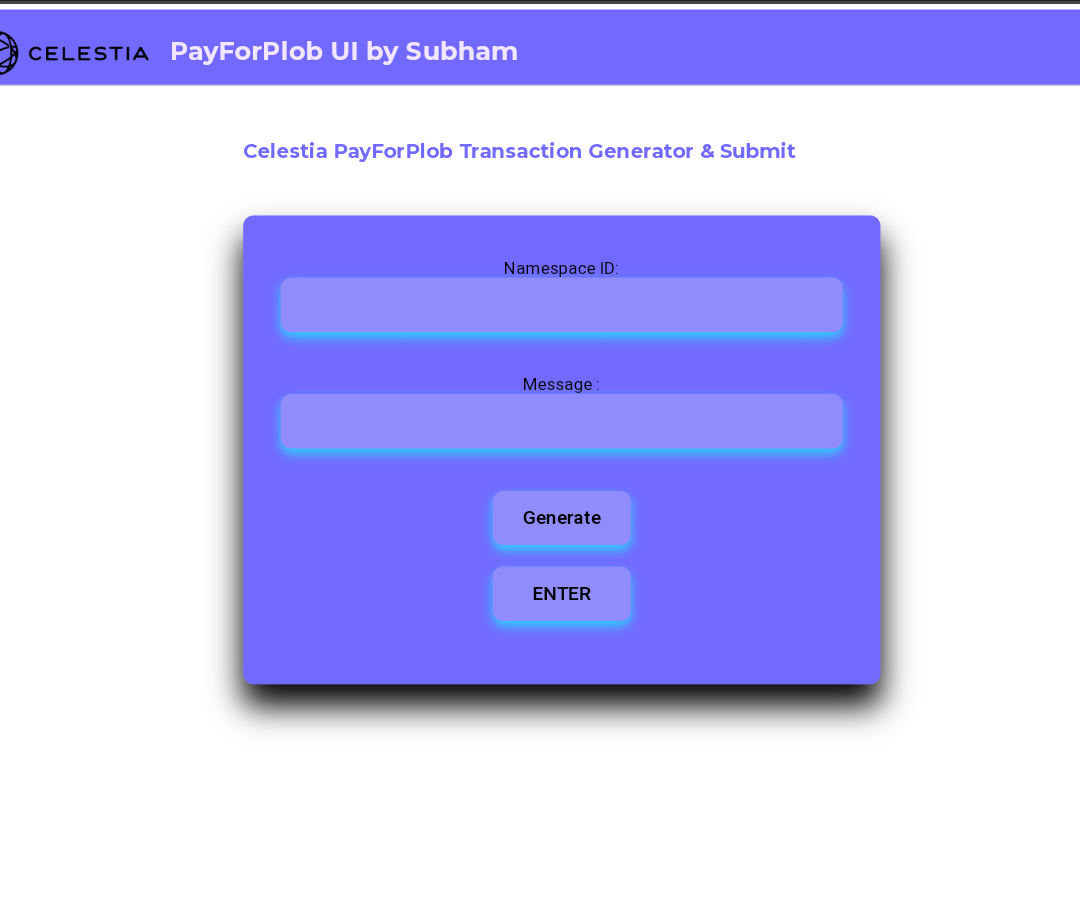 CELESTIA PayForPlob UI by Subham
Celestia PayForPlob Transaction Generator & Submit
Namespace ID:
Message :
Generate
ENTER